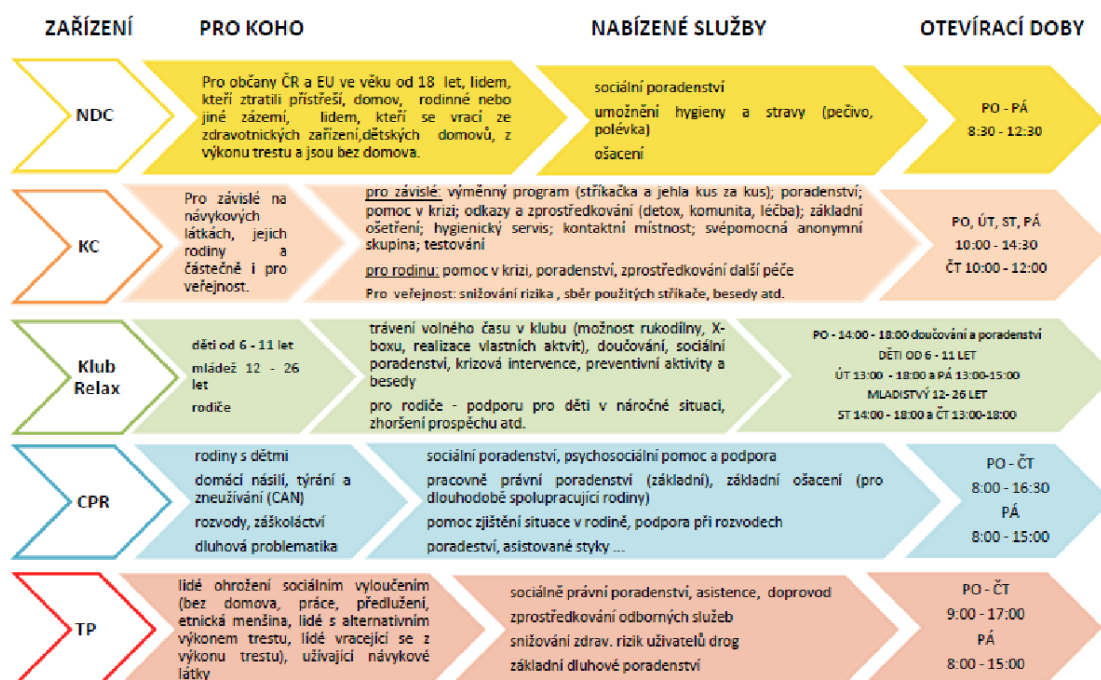 ZAŘÍZENÍ PRO KOHO NABÍZENÉ SLUŽBY OTEVÍRACÍ DOBY
NDC
Pro občany ČR a EU ve věku od 18 let, lidem,
kteří ztratili přístřeší, domov, rodinné nebo
jiné zázemí, lidem, kteří se vrací ze
zdravotnických zařízení,dětských domovů, z
výkonu trestu a jsou bez domova.
sociální poradenství
umožnění hygieny a stravy (pečivo,
polévka)
ošacení
PO - PÁ
8:30 - 12:30
KC
Pro závislé na
návykových
látkách, jejich
rodiny a
částečně i pro
veřejnost.
pro závislé: výměnný program (stříkačka a jehla kus za kus); poradenství;
pomoc v krizi; odkazy a zprostředkování (detox, komunita, léčba); základní
ošetření; hygienický servis; kontaktní místnost; svépomocná anonymní
skupina; testování
pro rodinu: pomoc v krizi, poradenství, zprostředkování další péče
Pro veřejnost: snižování rizika , sběr použitých stříkače, besedy atd.
PO, ÚT, ST, PÁ
10:00 - 14:30
ČT 10:00 - 12:00
Klub
Relax
děti od 6 - 11 let
mládež 12 - 26
let
rodiče
trávení volného času v klubu (možnost rukodílny, X-
boxu, realizace vlastních aktvit), doučování, sociální
poradenství, krizová intervence, preventivní aktivity a
besedy
pro rodiče - podporu pro děti v náročné situaci,
zhoršení prospěchu atd.
PO - 14:00 - 18:00 doučování a poradenství
DĚTI OD 6 - 11 LET
ÚT 13:00 - 18:00 a PÁ 13:00-15:00
MLADISTVÝ 12- 26 LET
ST 14:00 - 18:00 a ČT 13:00-18:00
CPR
rodiny s dětmi
domácí násilí, týrání a
zneužívání (CAN)
rozvody, záškoláctví
dluhová problematika
sociální poradenství, psychosociální pomoc a podpora
pracovně právní poradenství (základní), základní ošacení (pro
dlouhodobě spolupracující rodiny)
pomoc zjištění situace v rodině, podpora při rozvodech
poradeství, asistované styky ...
PO - ČT
8:00 - 16:30
PÁ
8:00 - 15:00
TP
lidé ohrožení sociálním vyloučením
(bez domova, práce, předlužení,
etnická menšina, lidé s alternativním
výkonem trestu, lidé vracející se z
výkonu trestu), užívající návykové
látky
sociálně právní poradenství, asistence, doprovod
zprostředkování odborných služeb
snižování zdrav. rizik uživatelů drog
základní dluhové poradenství
PO - ČT
9:00 - 17:00
PÁ
8:00 - 15:00